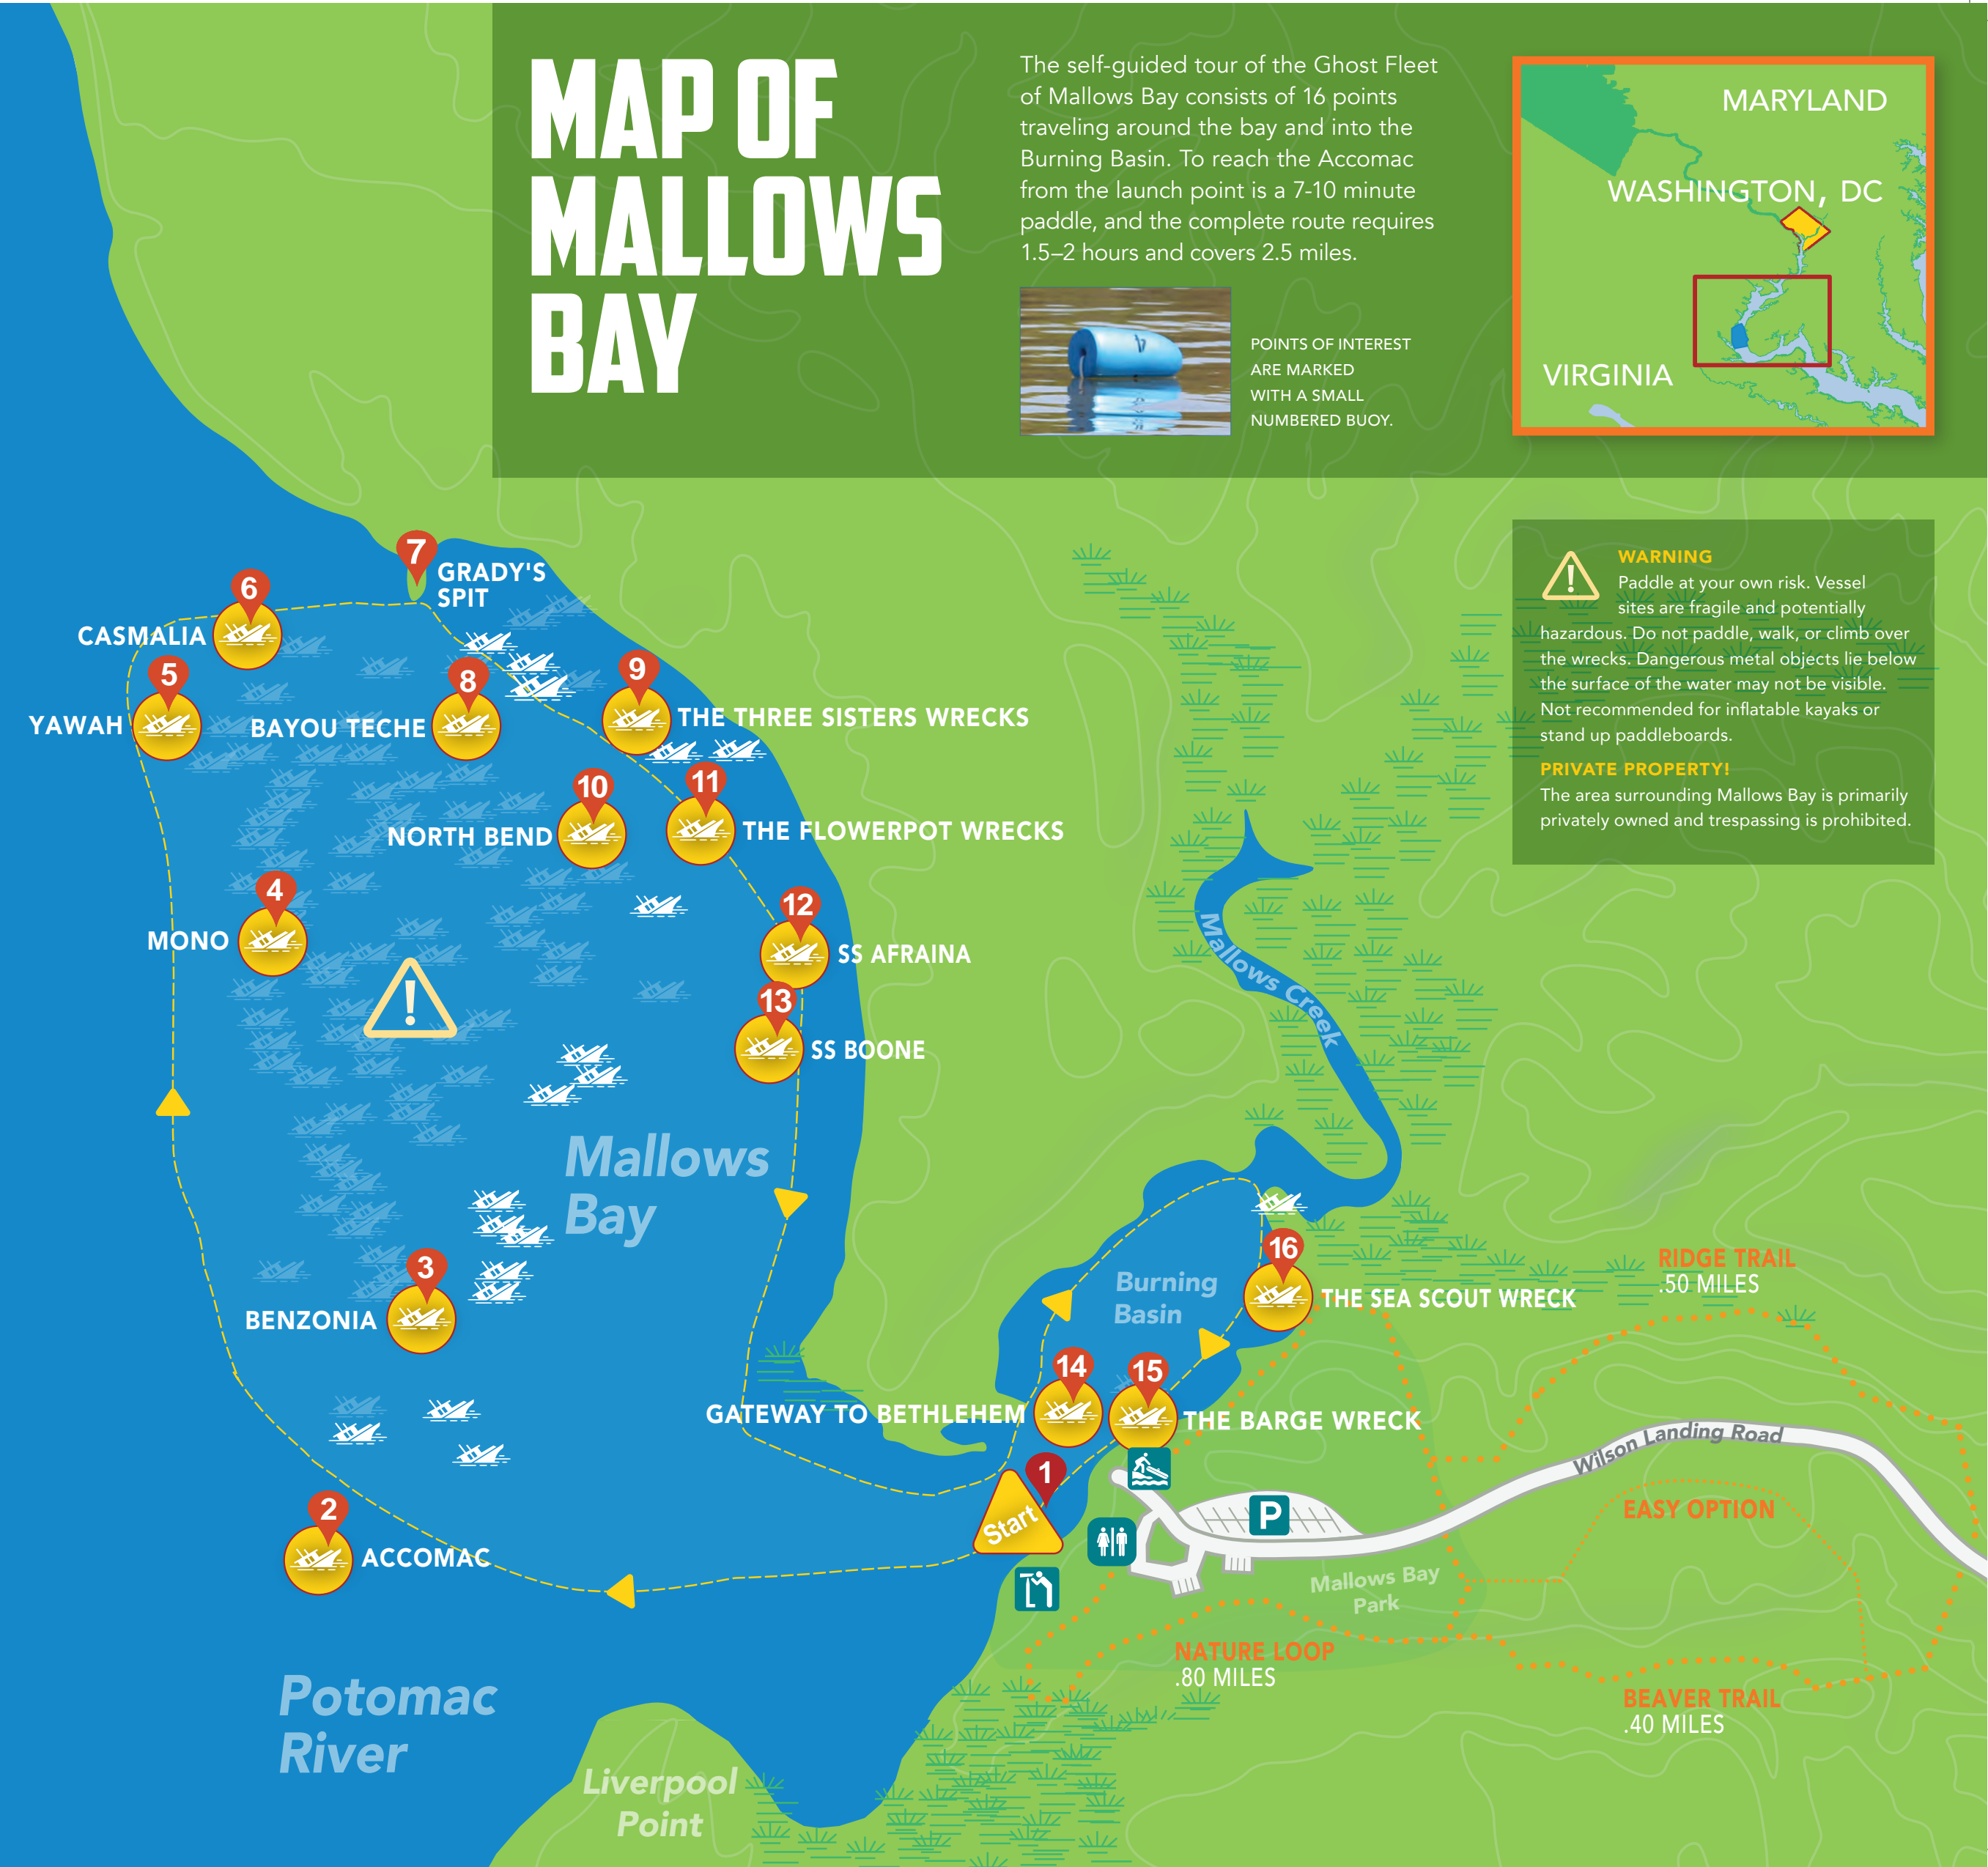 MAP OF
MALLOWS
BAY
The self-guided tour of the Ghost Fleet
of Mallows Bay consists of 16 points
traveling around the bay and into the
Burning Basin. To reach the Accomac
from the launch point is a 7-10 minute
paddle, and the complete route requires
1.5–2 hours and covers 2.5 miles.
4
POINTS OF INTEREST
ARE MARKED
WITH A SMALL
NUMBERED BUOY.
MARYLAND
WASHINGTON, DC
VIRGINIA
WARNING
Paddle at your own risk. Vessel
sites are fragile and potentially
hazardous. Do not paddle, walk, or climb over
the wrecks. Dangerous metal objects lie below
the surface of the water may not be visible.
Not recommended for inflatable kayaks or
stand up paddleboards.
PRIVATE PROPERTY!
The area surrounding Mallows Bay is primarily
privately owned and trespassing is prohibited.
7
GRADY'S
SPIT
6
CASMALIA
5
YAWAH
8
BAYOU TECHE
9
THE THREE SISTERS WRECKS
10
NORTH BEND
11
THE FLOWERPOT WRECKS
4
MONO
12
SS AFRAINA
13
SS BOONE
!
Mallows Creek
Mallows
Bay
3
BENZONIA
16
THE SEA SCOUT WRECK
Burning
Basin
RIDGE TRAIL
.50 MILES
14
GATEWAY TO BETHLEHEM
15
THE BARGE WRECK
Wilson Landing Road
1
Start
P
EASY OPTION
2
ACCOMAC
Mallows Bay
Park
NATURE LOOP
.80 MILES
BEAVER TRAIL
.40 MILES
Potomac
River
Liverpool
Point